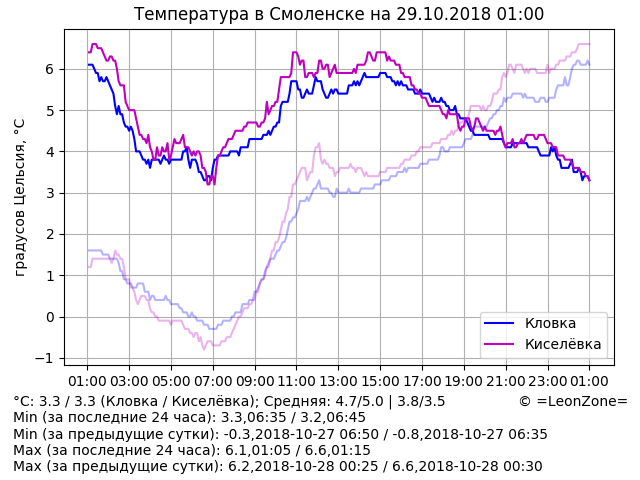 Температура в Смоленске на 29.10.2018 01:00
градусов Цельсия, °C
6
5
4
3
2
1
0
−1
Кловка
Киселёвка
01:00 03:00 05:00 07:00 09:00 11:00 13:00 15:00 17:00 19:00 21:00 23:00 01:00
°C: 3.3 / 3.3 (Кловка / Киселёвка); Средняя: 4.7/5.0 | 3.8/3.5 © =LeonZone=
Min (за последние 24 часа): 3.3,06:35 / 3.2,06:45
Min (за предыдущие сутки): -0.3,2018-10-27 06:50 / -0.8,2018-10-27 06:35
Max (за последние 24 часа): 6.1,01:05 / 6.6,01:15
Max (за предыдущие сутки): 6.2,2018-10-28 00:25 / 6.6,2018-10-28 00:30